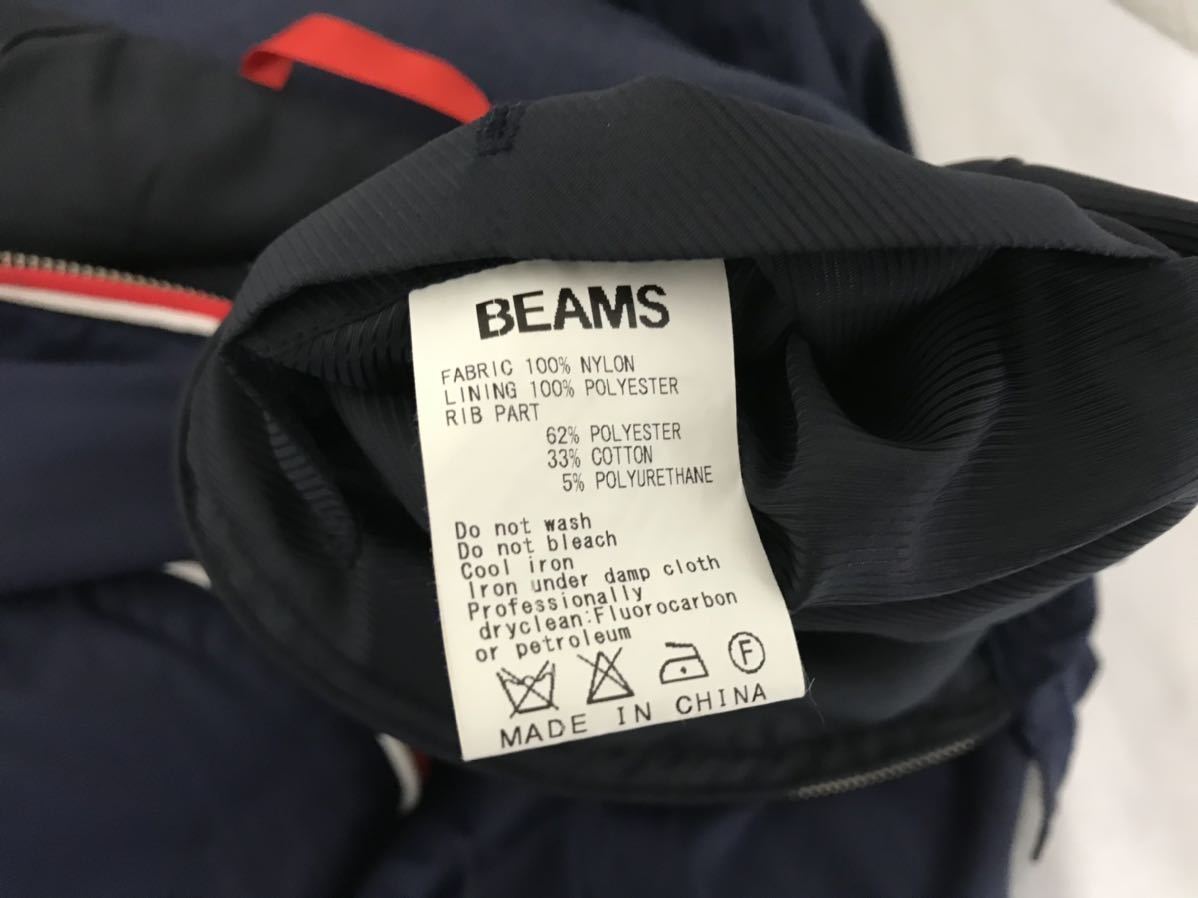 BEAMS
FABRIC 100% NYLON
LINING 100% POLYESTER
RIB PART
62% POLYESTER
33% COTTON
5% POLYURETHANE
Do not wash
Do not bleach
Cool iron
Iron under damp cloth
Professionally
dryclean:Fluorocarbon
or petroleum
F
MADE IN CHINA